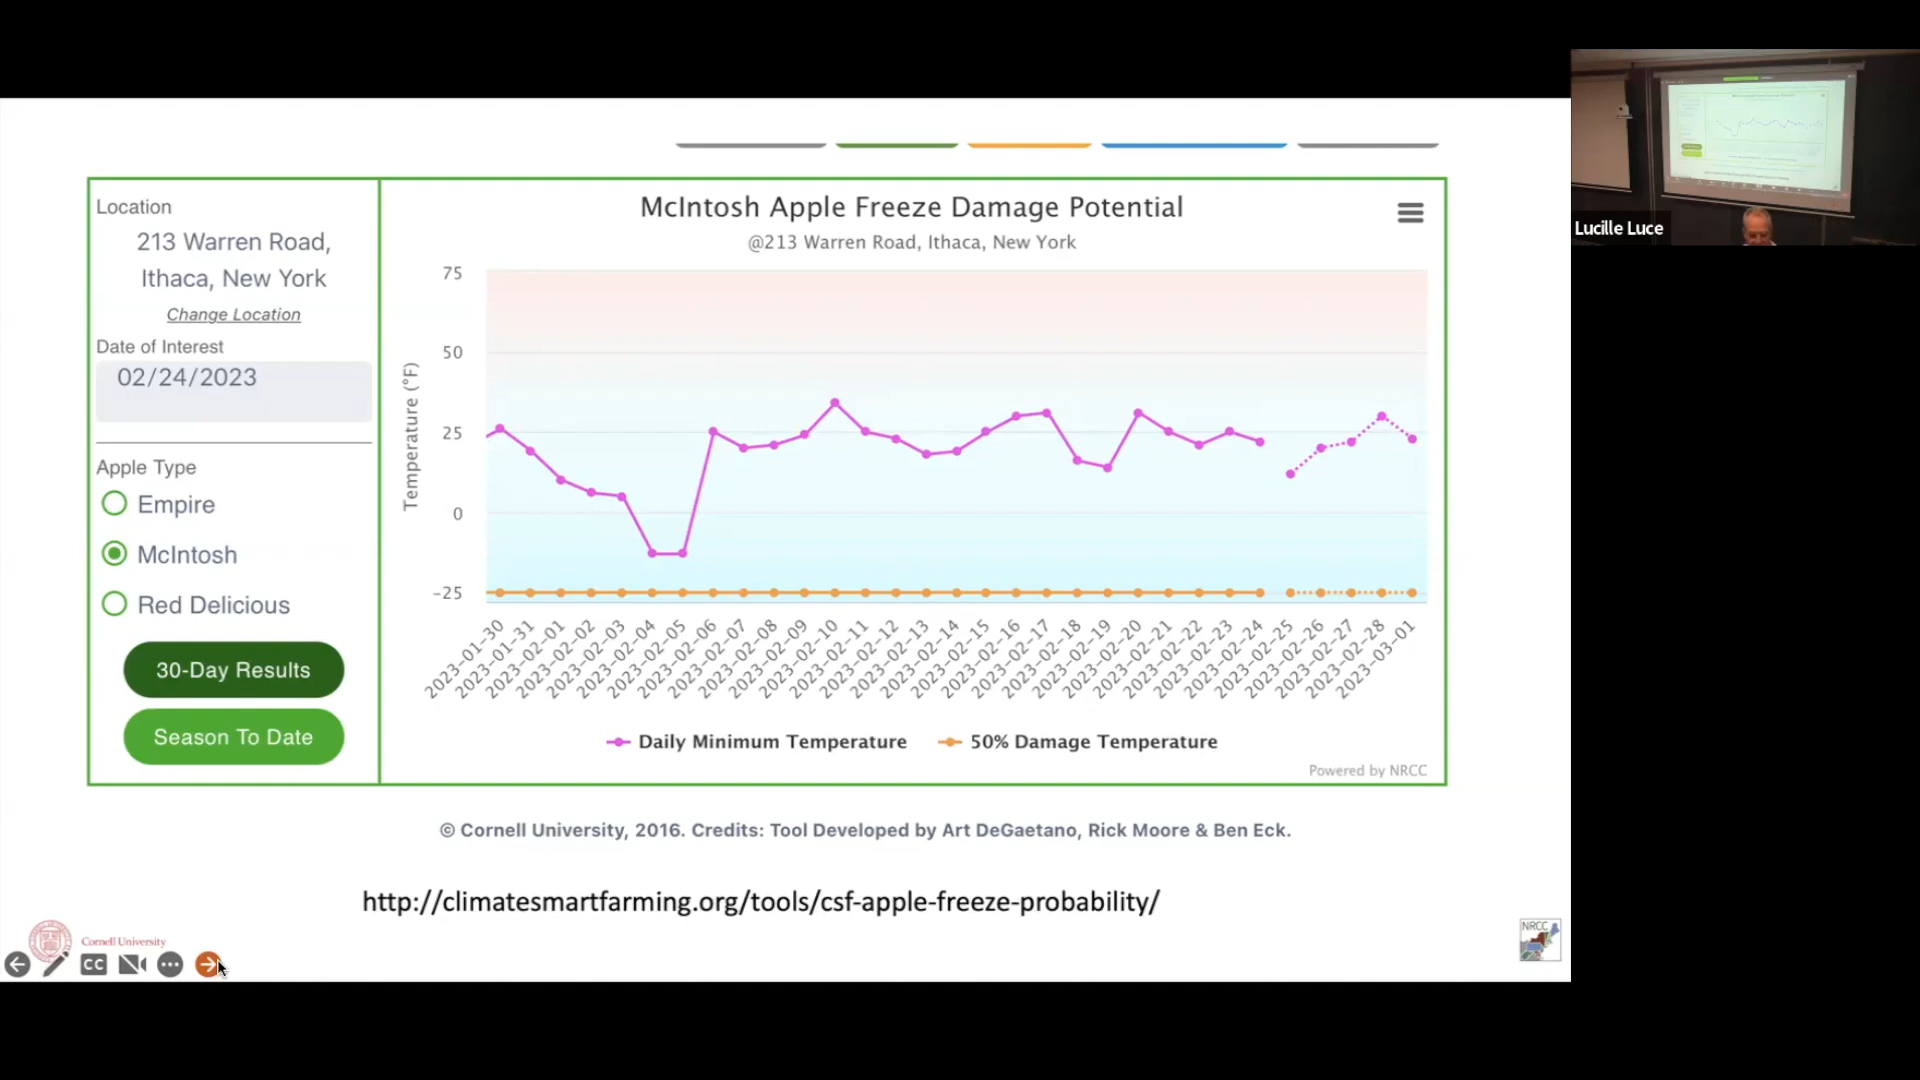 Location
213 Warren Road,
Ithaca, New York
Change Location
Date of Interest
02/24/2023
Apple Type
Empire
McIntosh
Red Delicious
30-Day Results
Season To Date
McIntosh Apple Freeze Damage Potential
@213 Warren Road, Ithaca, New York
Temperature (°F)
75
50
25
0
-25
2023-01-30
2023-01-31
2023-02-01
2023-02-02
2023-02-03
2023-02-04
2023-02-05
2023-02-06
2023-02-07
2023-02-08
2023-02-09
2023-02-10
2023-02-11
2023-02-12
2023-02-13
2023-02-14
2023-02-15
2023-02-16
2023-02-17
2023-02-18
2023-02-19
2023-02-20
2023-02-21
2023-02-22
2023-02-23
2023-02-24
2023-02-25
2023-02-26
2023-02-27
2023-02-28
2023-03-01
Daily Minimum Temperature
50% Damage Temperature
Powered by NRCC
© Cornell University, 2016. Credits: Tool Developed by Art DeGaetano, Rick Moore & Ben Eck.
http://climatesmartfarming.org/tools/csf-apple-freeze-probability/
Cornell University
CC
NRCC
Lucille Luce